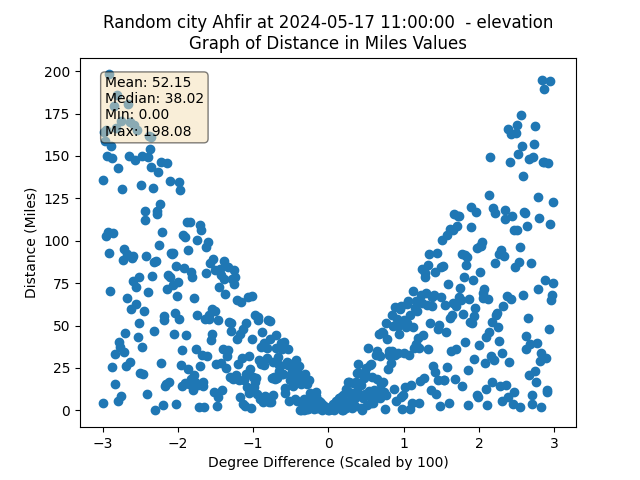 Random city Ahfir at 2024-05-17 11:00:00  - elevation
Graph of Distance in Miles Values
200
175
150
125
100
75
50
25
0
Mean: 52.15
Median: 38.02
Min: 0.00
Max: 198.08
Distance (Miles)
−3
−2
−1
0
1
2
3
Degree Difference (Scaled by 100)